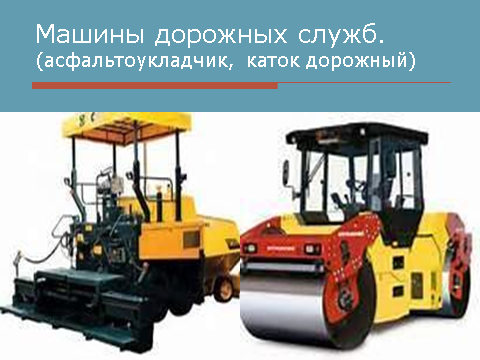 Машины дорожных служб.
(асфальтоукладчик, каток дорожный)